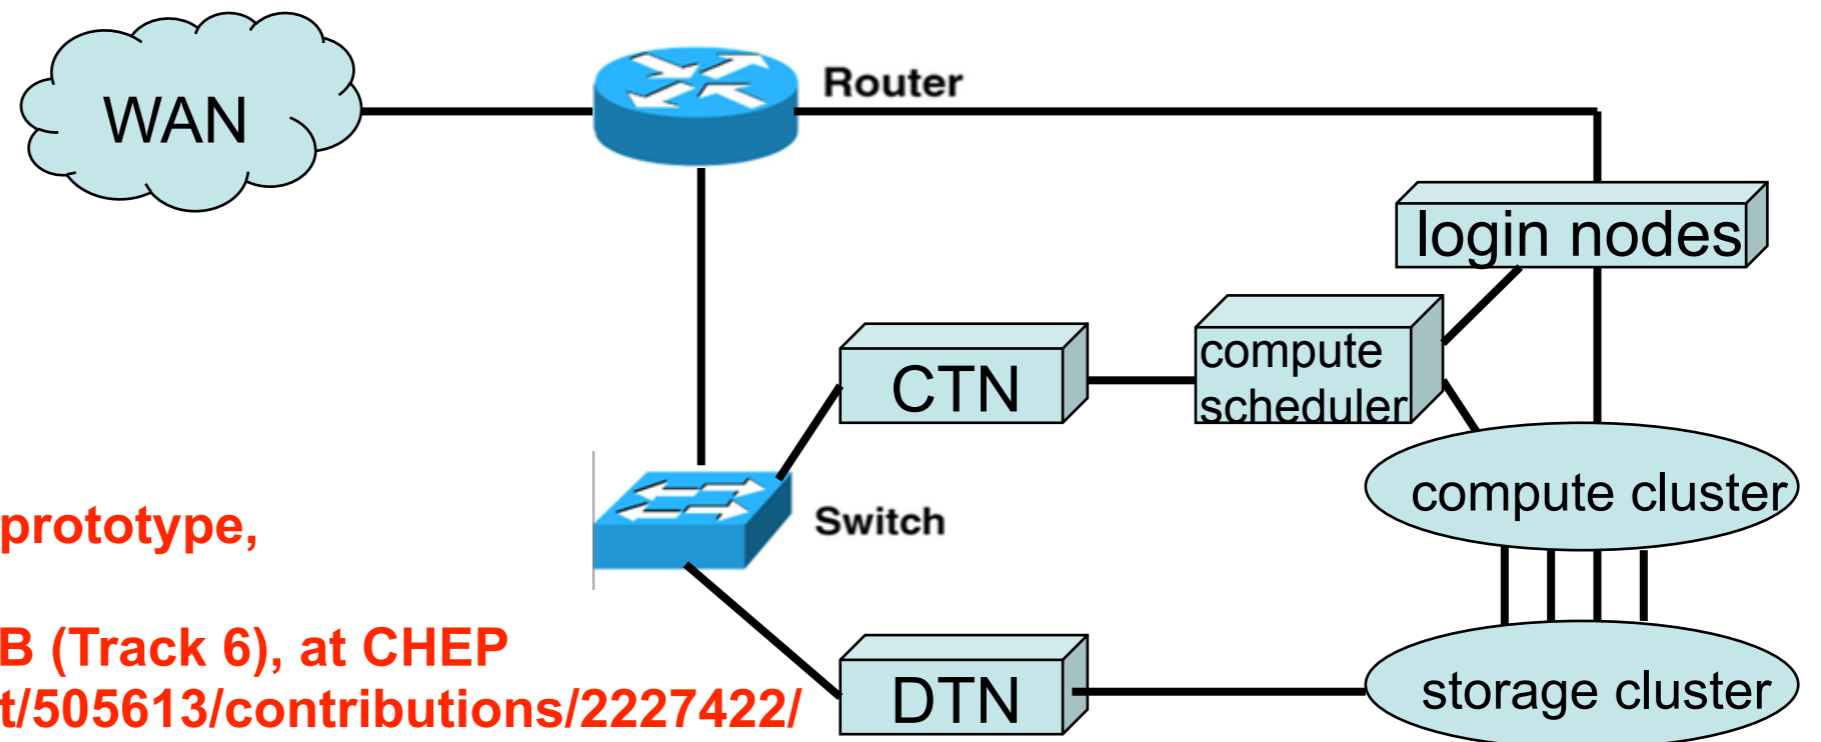 WAN
Router
login nodes
compute
scheduler
CTN
compute cluster
Switch
prototype,
B (Track 6), at CHEP
t/505613/contributions/2227422/
DTN
storage cluster